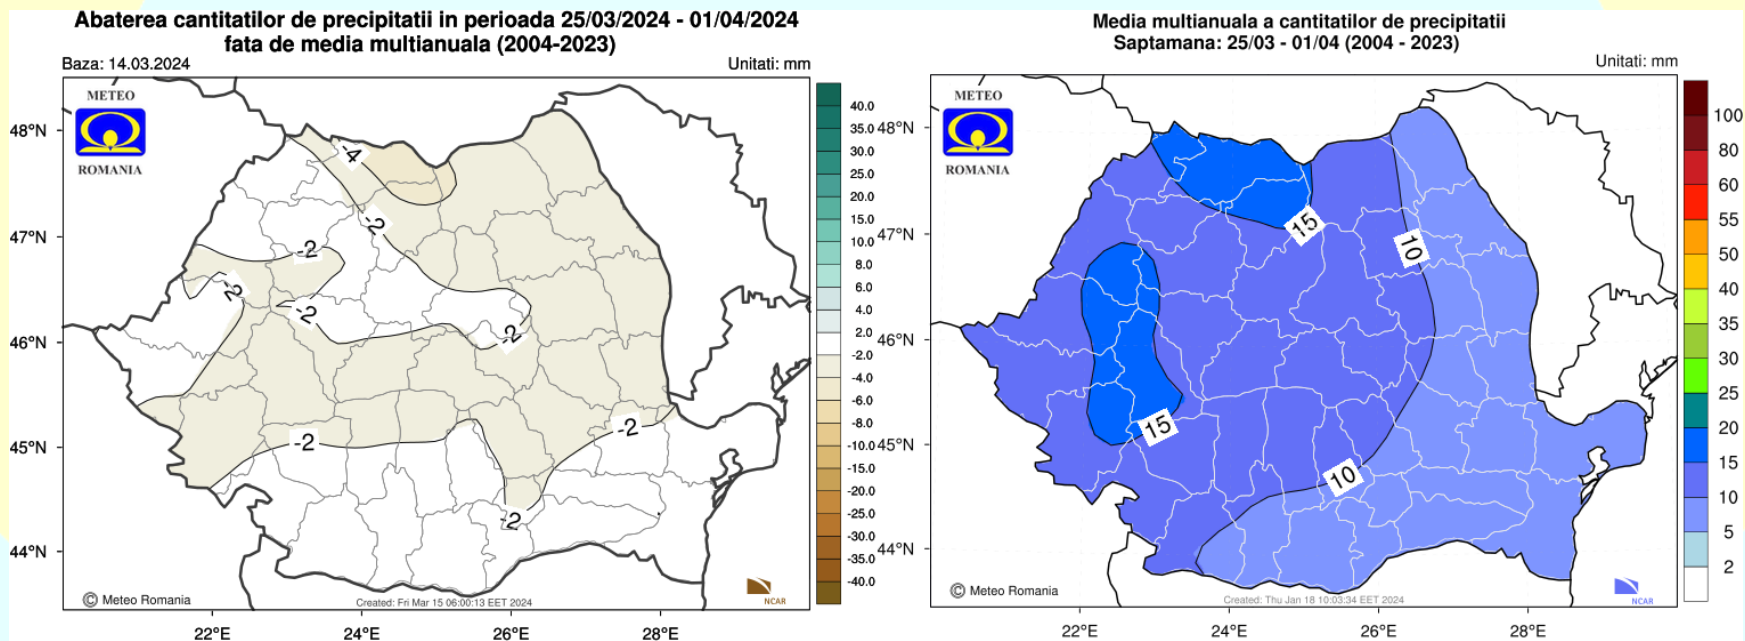 Abaterea cantitatilor de precipitatii in perioada 25/03/2024 - 01/04/2024
fata de media multianuala (2004-2023)
Baza: 14.03.2024
Unitati: mm
METEO
ROMANIA
48°N
47°N
46°N
45°N
44°N
22°E
24°E
26°E
28°E
-4
-2
-2
-2
-2
-2
-2
-2
-2
40.0
35.0
30.0
25.0
20.0
15.0
10.0
8.0
6.0
4.0
2.0
-2.0
-4.0
-6.0
-8.0
-10.0
-15.0
-20.0
-25.0
-30.0
-35.0
-40.0
© Meteo Romania
Created: Fri Mar 15 06:00:13 EET 2024
NCAR
Media multianuala a cantitatilor de precipitatii
Saptamana: 25/03 - 01/04 (2004 - 2023)
Unitati: mm
METEO
ROMANIA
48°N
47°N
46°N
45°N
44°N
22°E
24°E
26°E
28°E
15
10
15
10
100
80
60
55
50
40
35
30
25
20
15
10
5
2
© Meteo Romania
Created: Thu Jan 18 10:03:34 EET 2024
NCAR